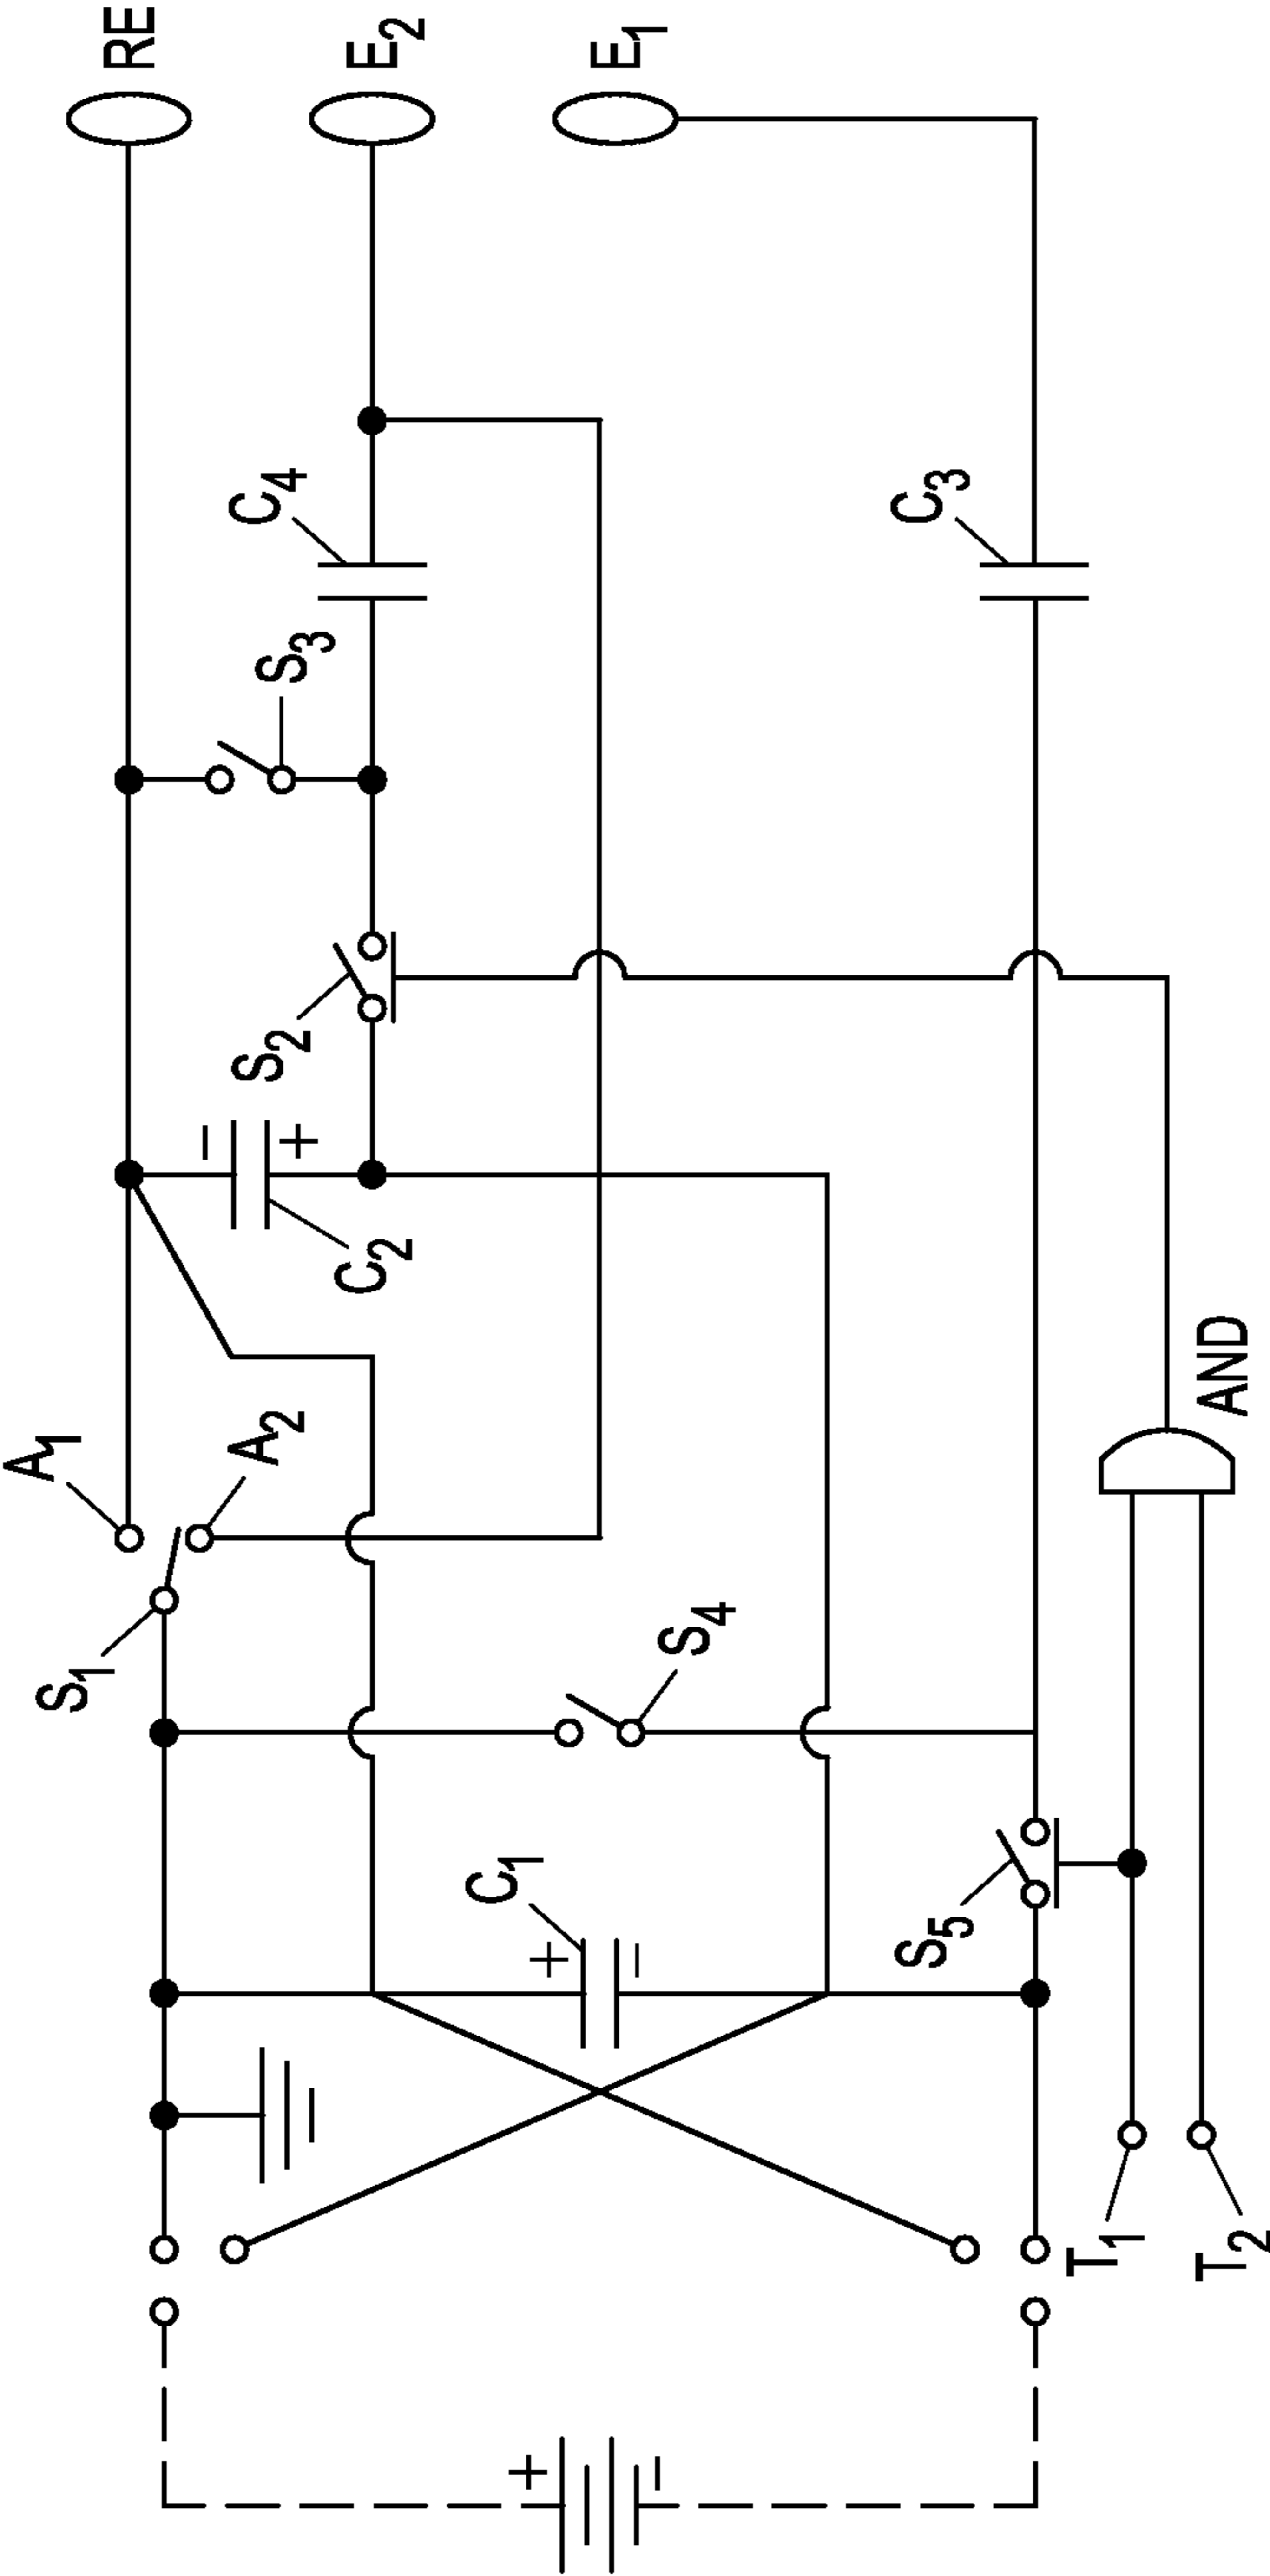 RE
E₂
E₁
C₄
C₃
S₃
S₂
C₂
−
+
A₁
A₂
AND
S₁
S₄
C₁
+
−
S₅
T₁
T₂
+
−